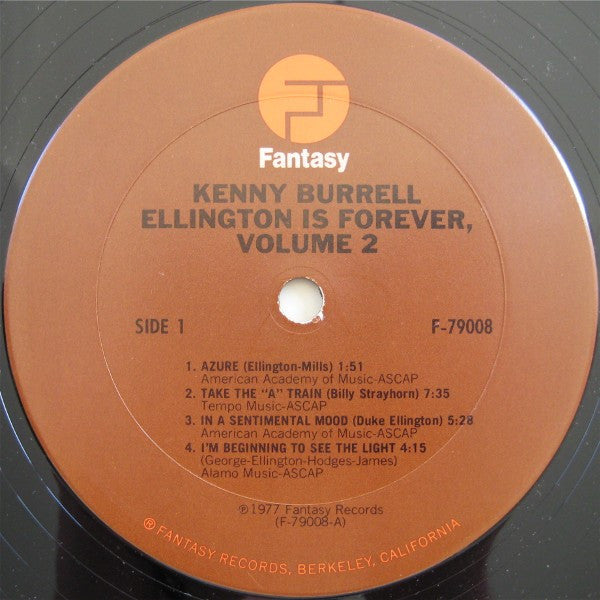 Fantasy
KENNY BURRELL
ELLINGTON IS FOREVER,
VOLUME 2
SIDE 1
F-79008
1. AZURE (Ellington-Mills) 1:51
American Academy of Music-ASCAP
2. TAKE THE "A" TRAIN (Billy Strayhorn) 7:35
Tempo Music-ASCAP
3. IN A SENTIMENTAL MOOD (Duke Ellington) 5:28
American Academy of Music-ASCAP
4. I'M BEGINNING TO SEE THE LIGHT 4:15
(George-Ellington-Hodges-James)
Alamo Music-ASCAP
℗1977 Fantasy Records
(F-79008-A)
® FANTASY RECORDS, BERKELEY, CALIFORNIA